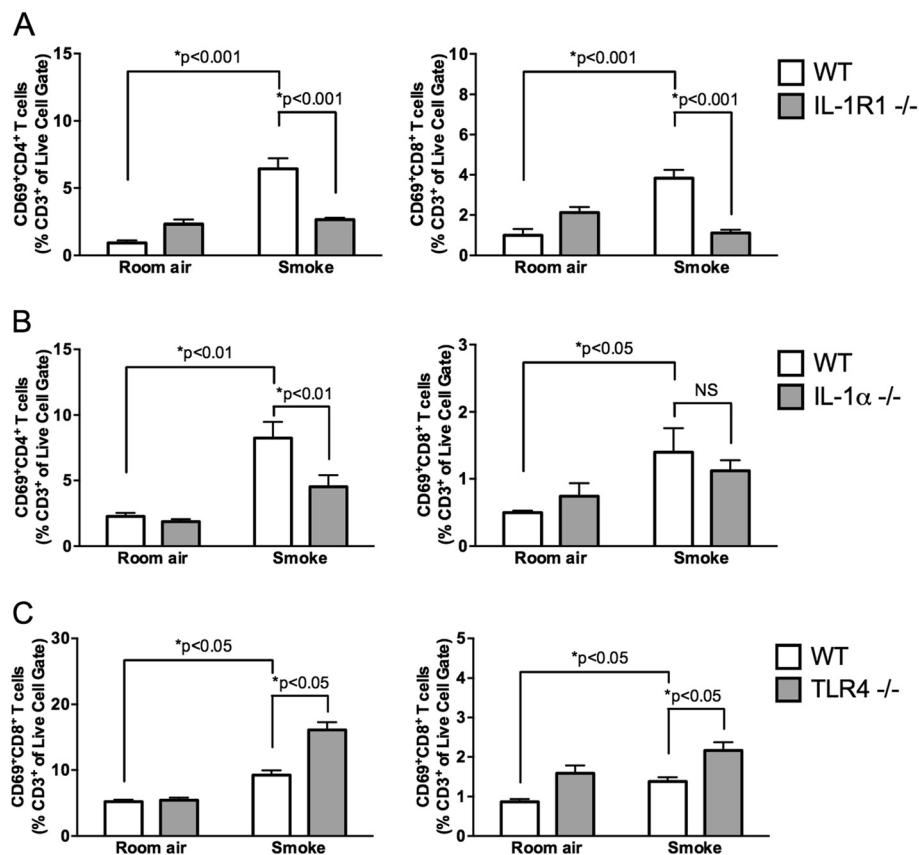 A
CD69+CD4+ T cells
(% CD3+ of Live Cell Gate)
15
10
5
0
*p<0.001
*p<0.001
Room air
Smoke
CD69+CD8+ T cells
(% CD3+ of Live Cell Gate)
10
8
6
4
2
0
*p<0.001
*p<0.001
Room air
Smoke
WT
IL-1R1 -/-
B
CD69+CD4+ T cells
(% CD3+ of Live Cell Gate)
15
10
5
0
*p<0.01
*p<0.01
Room air
Smoke
CD69+CD8+ T cells
(% CD3+ of Live Cell Gate)
3
2
1
0
*p<0.05
NS
Room air
Smoke
WT
IL-1α -/-
C
CD69+CD8+ T cells
(% CD3+ of Live Cell Gate)
30
20
10
0
*p<0.05
*p<0.05
Room air
Smoke
CD69+CD8+ T cells
(% CD3+ of Live Cell Gate)
5
4
3
2
1
0
*p<0.05
*p<0.05
Room air
Smoke
WT
TLR4 -/-